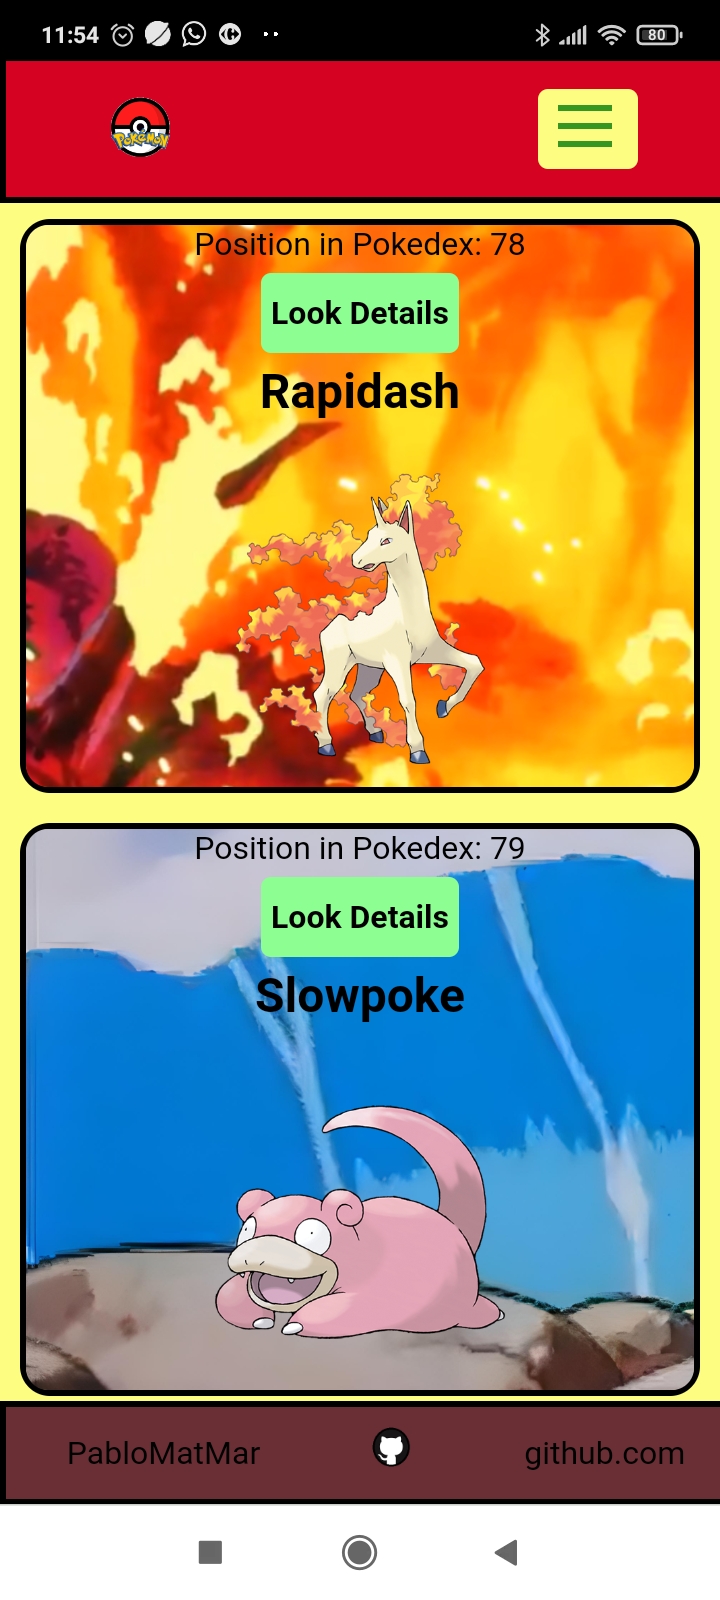 11:54
80
Pokémon
Position in Pokedex: 78
Look Details
Rapidash
Position in Pokedex: 79
Look Details
Slowpoke
PabloMatMar
github.com